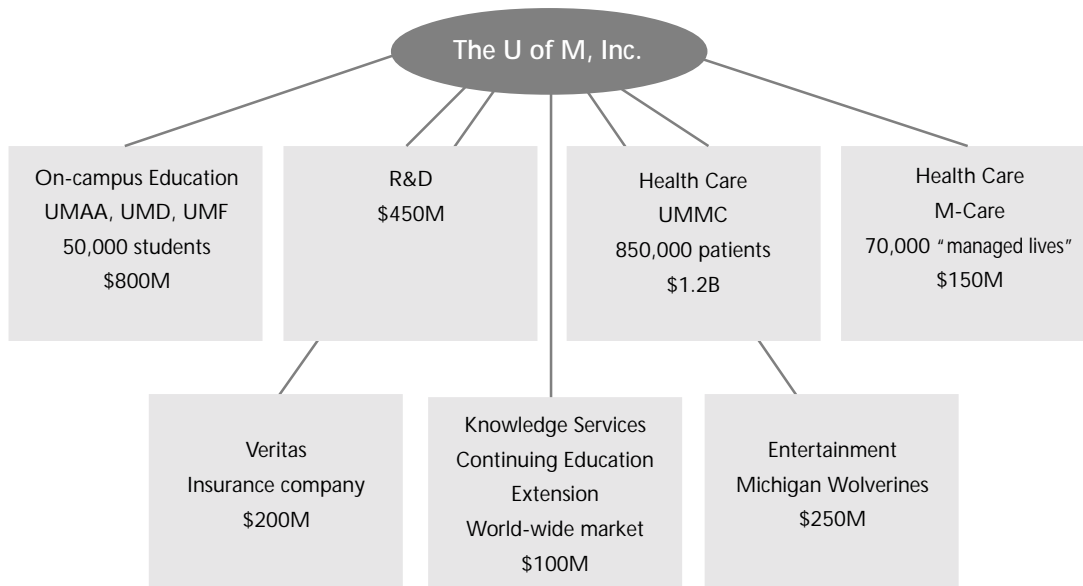 The U of M, Inc.
On-campus Education
UMAA, UMD, UMF
50,000 students
$800M
R&D
$450M
Health Care
UMMC
850,000 patients
$1.2B
Health Care
M-Care
70,000 “managed lives”
$150M
Veritas
Insurance company
$200M
Knowledge Services
Continuing Education
Extension
World-wide market
$100M
Entertainment
Michigan Wolverines
$250M